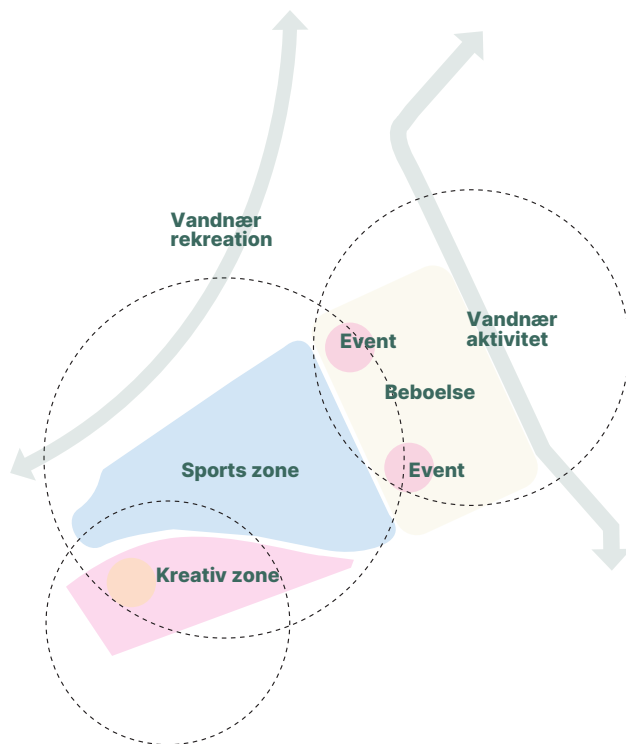 Vandnær
rekreation
Vandnær
aktivitet
Event
Beboelse
Sports zone
Event
Kreativ zone